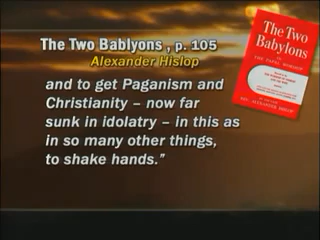 The Two Bablyons , p. 105
Alexander Hislop
and to get Paganism and
Christianity – now far
sunk in idolatry – in this as
in so many other things,
to shake hands."
The Two
Babylons